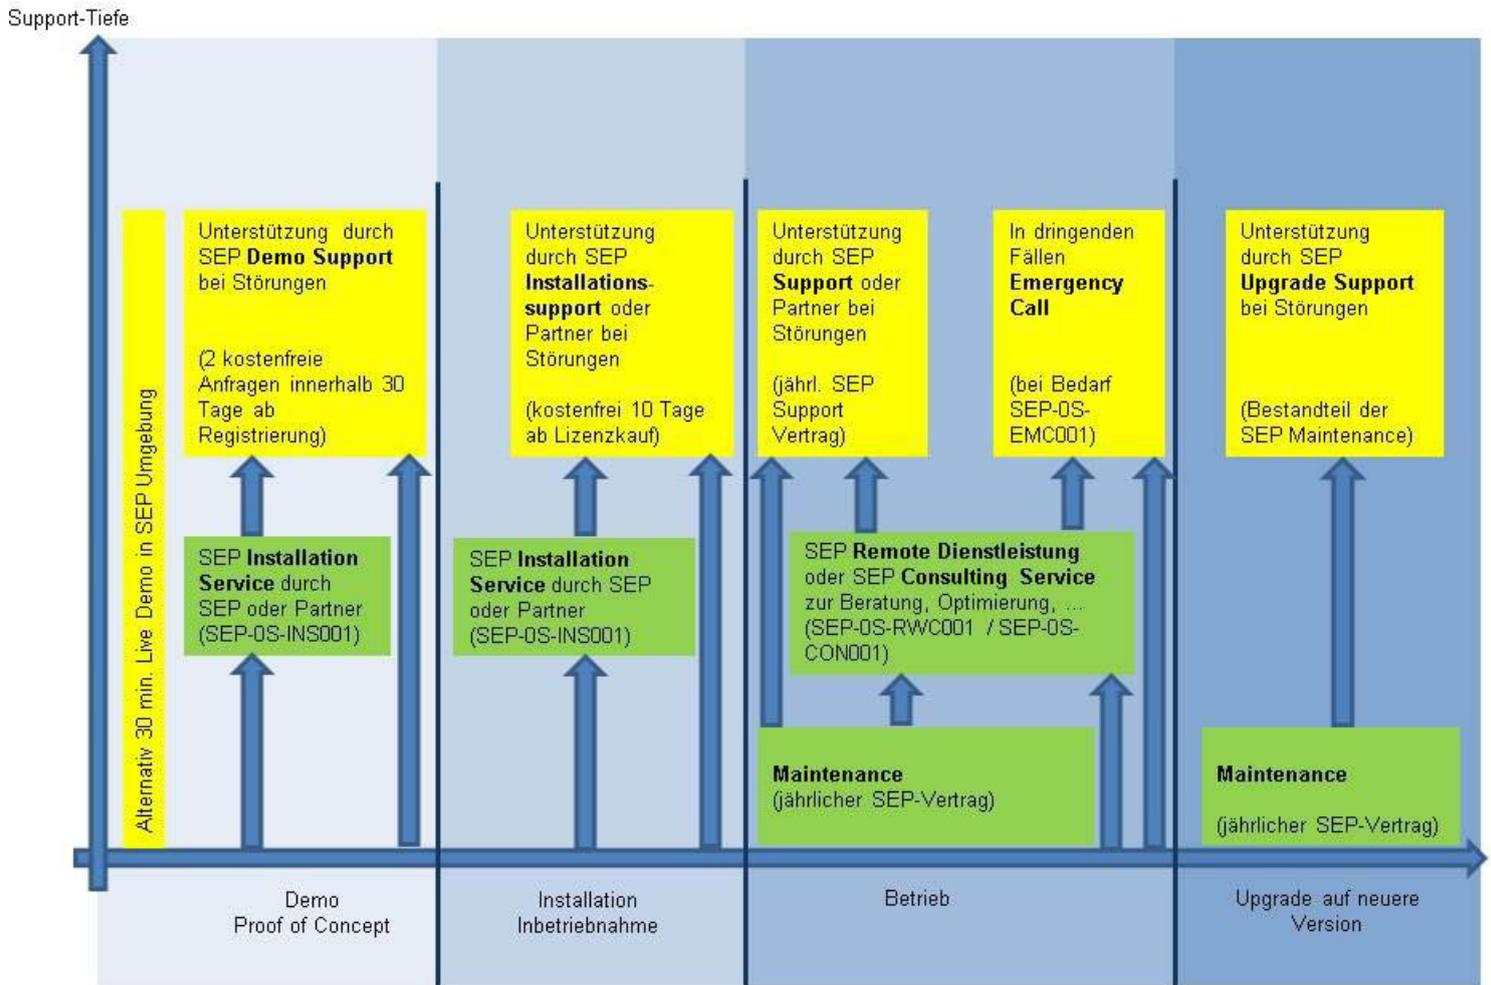 Support-Tiefe
Alternativ 30 min. Live Demo in SEP Umgebung
Unterstützung durch
SEP Demo Support
bei Störungen
(2 kostenfreie
Anfragen innerhalb 30
Tage ab
Registrierung)
SEP Installation
Service durch
SEP oder Partner
(SEP-0S-INS001)
Unterstützung
durch SEP
Installations-
support oder
Partner bei
Störungen
(kostenfrei 10 Tage
ab Lizenzkauf)
SEP Installation
Service durch SEP
oder Partner
(SEP-0S-INS001)
Unterstützung
durch SEP
Support oder
Partner bei
Störungen
(jährl. SEP
Support
Vertrag)
In dringenden
Fällen
Emergency
Call
(bei Bedarf
SEP-0S-
EMC001)
SEP Remote Dienstleistung
oder SEP Consulting Service
zur Beratung, Optimierung, ...
(SEP-0S-RWC001 / SEP-0S-
CON001)
Maintenance
(jährlicher SEP-Vertrag)
Unterstützung
durch SEP
Upgrade Support
bei Störungen
(Bestandteil der
SEP Maintenance)
Maintenance
(jährlicher SEP-Vertrag)
Demo
Proof of Concept
Installation
Inbetriebnahme
Betrieb
Upgrade auf neuere
Version